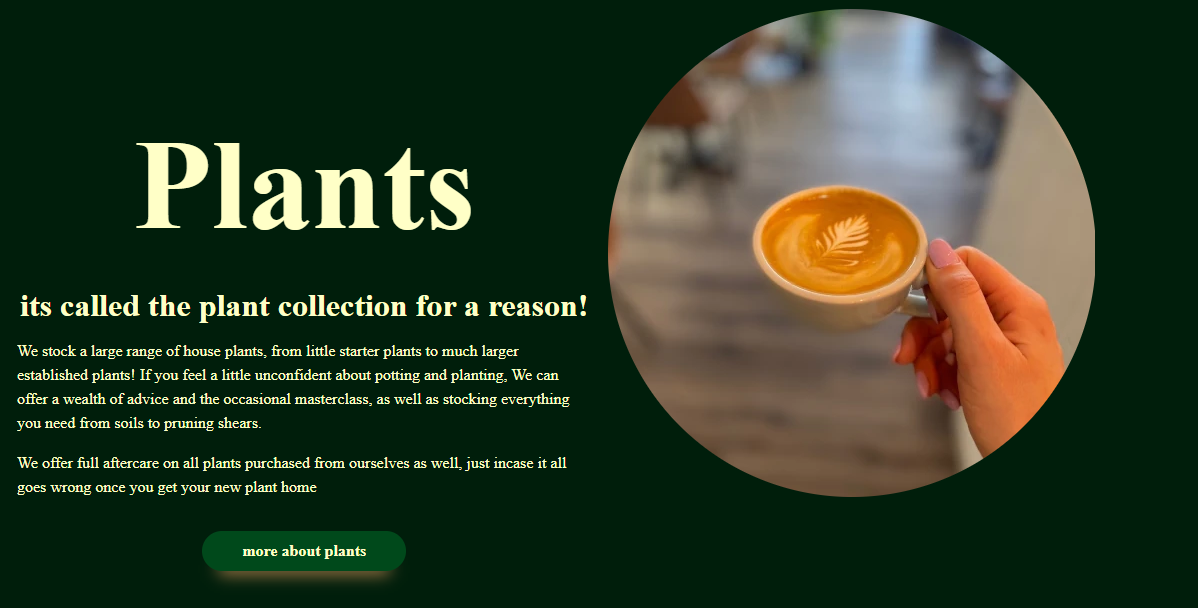 Plants
its called the plant collection for a reason!
We stock a large range of house plants, from little starter plants to much larger
established plants! If you feel a little unconfident about potting and planting, We can
offer a wealth of advice and the occasional masterclass, as well as stocking everything
you need from soils to pruning shears.
We offer full aftercare on all plants purchased from ourselves as well, just incase it all
goes wrong once you get your new plant home
more about plants